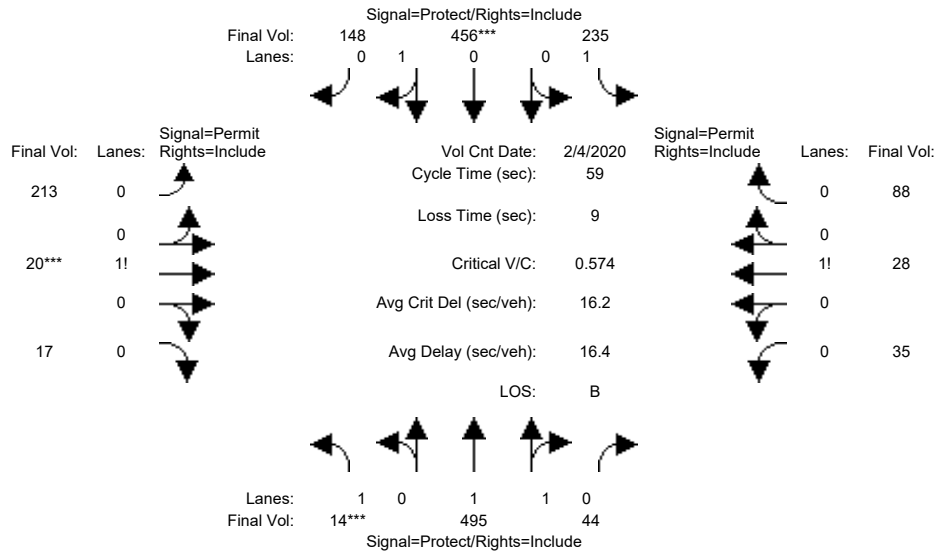 Signal=Protect/Rights=Include
Final Vol: 148 456*** 235
Lanes: 0 1 0 0 1
Signal=Permit
Final Vol: Lanes: Rights=Include
Vol Cnt Date: 2/4/2020
Signal=Permit
Rights=Include Lanes: Final Vol:
Cycle Time (sec): 59
213 0
0 88
Loss Time (sec): 9
0
0
20*** 1!
Critical V/C: 0.574
1! 28
0
Avg Crit Del (sec/veh): 16.2
0
17 0
Avg Delay (sec/veh): 16.4
0 35
LOS: B
Lanes: 1 0 1 1 0
Final Vol: 14*** 495 44
Signal=Protect/Rights=Include